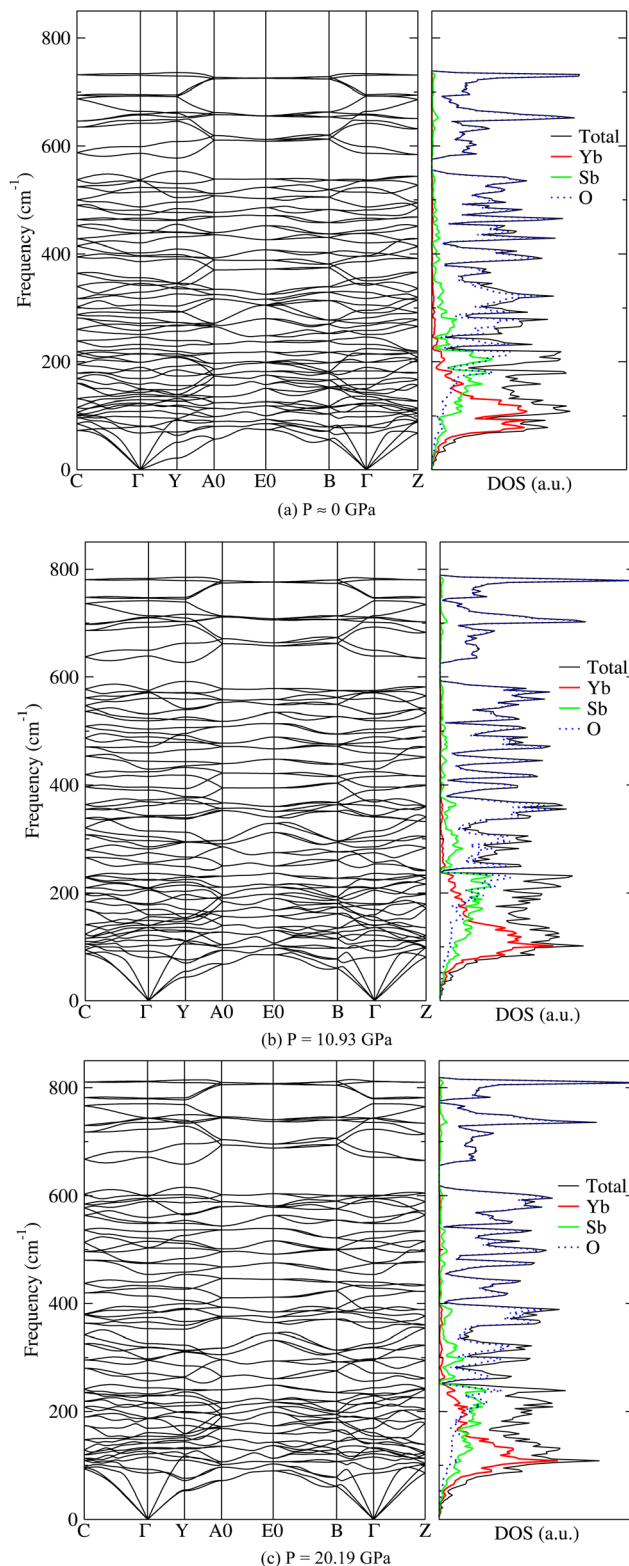 800
600
400
200
0
Frequency (cm-1)
C Γ Y A0 E0 B Γ Z
Total
Yb
Sb
O
DOS (a.u.)
(a) P ≈ 0 GPa
800
600
400
200
0
Frequency (cm-1)
C Γ Y A0 E0 B Γ Z
Total
Yb
Sb
O
DOS (a.u.)
(b) P = 10.93 GPa
800
600
400
200
0
Frequency (cm-1)
C Γ Y A0 E0 B Γ Z
Total
Yb
Sb
O
DOS (a.u.)
(c) P = 20.19 GPa